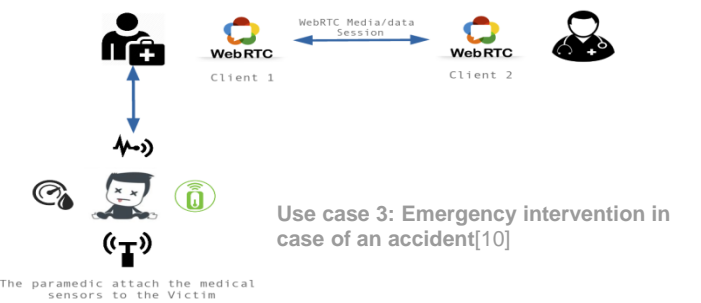 WebRTC Media/data
Session
WebRTC
WebRTC
Client 1
Client 2
Use case 3: Emergency intervention in
case of an accident[10]
The paramedic attach the medical
sensors to the Victim